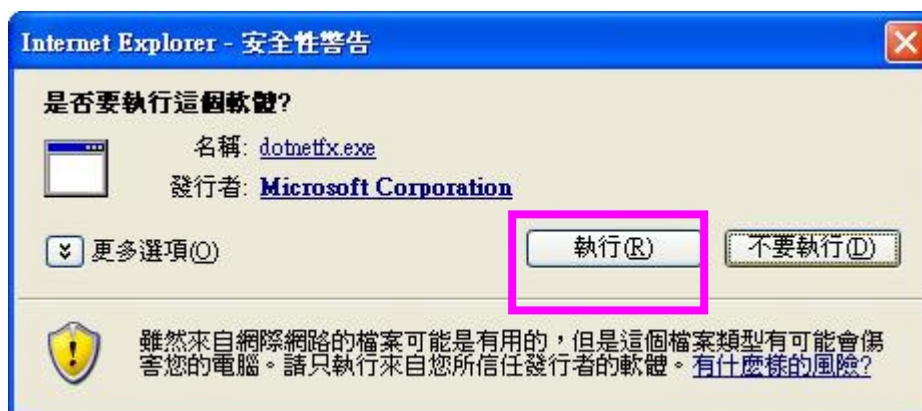 Internet Explorer - 安全性警告
是否要執行這個軟體?
名稱: dotnetfx.exe
發行者: Microsoft Corporation
更多選項(O)
執行(R)
不要執行(D)
雖然來自網際網路的檔案可能是有用的，但是這個檔案類型有可能會傷
害您的電腦。請只執行來自您所信任發行者的軟體。有什麼樣的風險?